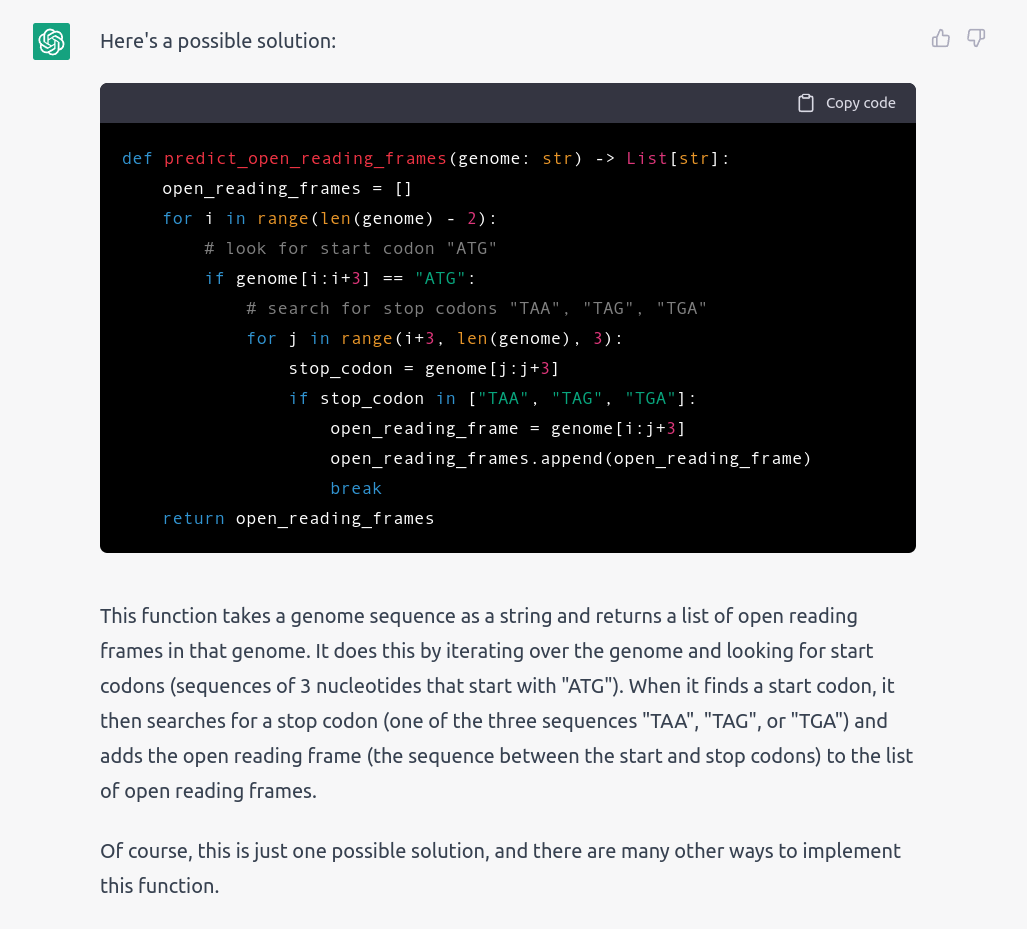 Here's a possible solution:
Copy code
def predict_open_reading_frames(genome: str) -> List[str]:
    open_reading_frames = []
    for i in range(len(genome) - 2):
        # look for start codon "ATG"
        if genome[i:i+3] == "ATG":
            # search for stop codons "TAA", "TAG", "TGA"
            for j in range(i+3, len(genome), 3):
                stop_codon = genome[j:j+3]
                if stop_codon in ["TAA", "TAG", "TGA"]:
                    open_reading_frame = genome[i:j+3]
                    open_reading_frames.append(open_reading_frame)
                    break
    return open_reading_frames
This function takes a genome sequence as a string and returns a list of open reading
frames in that genome. It does this by iterating over the genome and looking for start
codons (sequences of 3 nucleotides that start with "ATG"). When it finds a start codon, it
then searches for a stop codon (one of the three sequences "TAA", "TAG", or "TGA") and
adds the open reading frame (the sequence between the start and stop codons) to the list
of open reading frames.
Of course, this is just one possible solution, and there are many other ways to implement
this function.